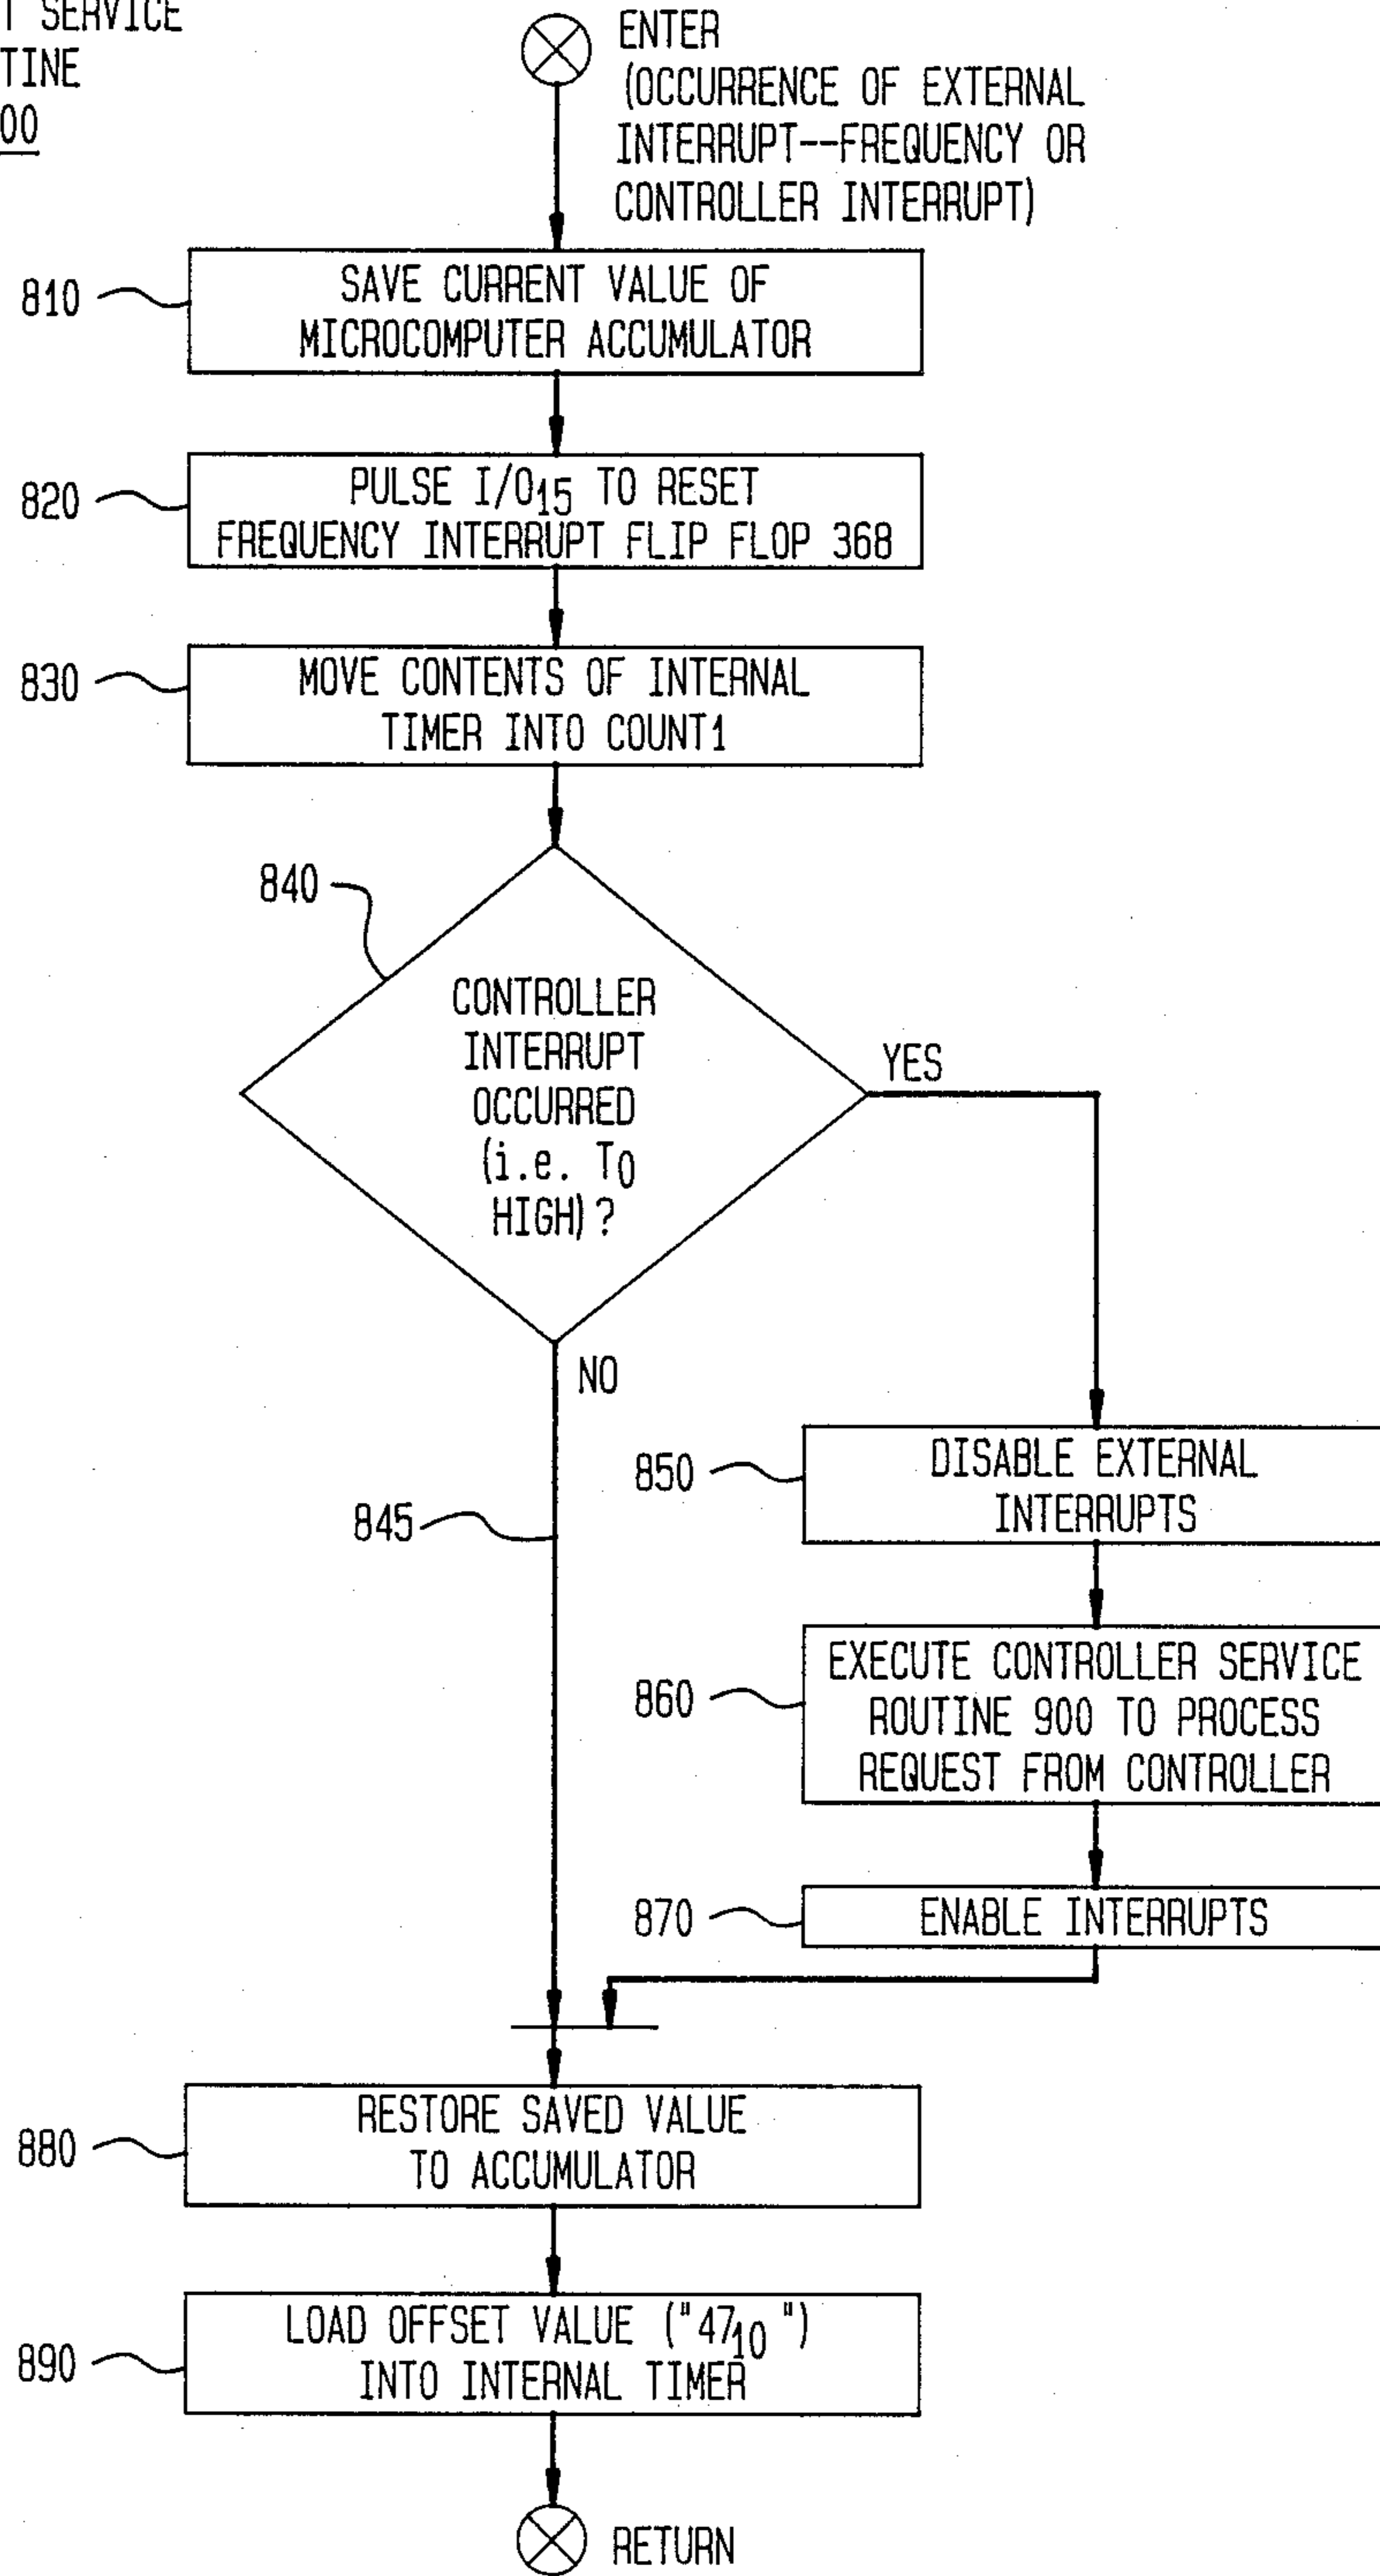 T SERVICE
TINE
00
ENTER
(OCCURRENCE OF EXTERNAL
INTERRUPT--FREQUENCY OR
CONTROLLER INTERRUPT)
810
SAVE CURRENT VALUE OF
MICROCOMPUTER ACCUMULATOR
820
PULSE I/O15 TO RESET
FREQUENCY INTERRUPT FLIP FLOP 368
830
MOVE CONTENTS OF INTERNAL
TIMER INTO COUNT1
840
CONTROLLER
INTERRUPT
OCCURRED
(i.e. T0
HIGH)?
YES
NO
845
850
DISABLE EXTERNAL
INTERRUPTS
860
EXECUTE CONTROLLER SERVICE
ROUTINE 900 TO PROCESS
REQUEST FROM CONTROLLER
870
ENABLE INTERRUPTS
880
RESTORE SAVED VALUE
TO ACCUMULATOR
890
LOAD OFFSET VALUE ("4710")
INTO INTERNAL TIMER
RETURN